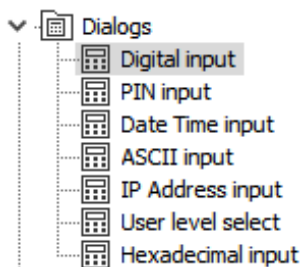 Dialogs
Digital input
PIN input
Date Time input
ASCII input
IP Address input
User level select
Hexadecimal input